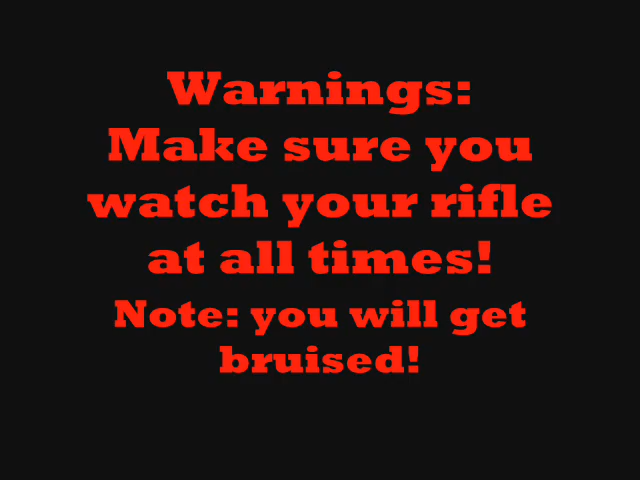 Warnings:
Make sure you
watch your rifle
at all times!
Note: you will get
bruised!